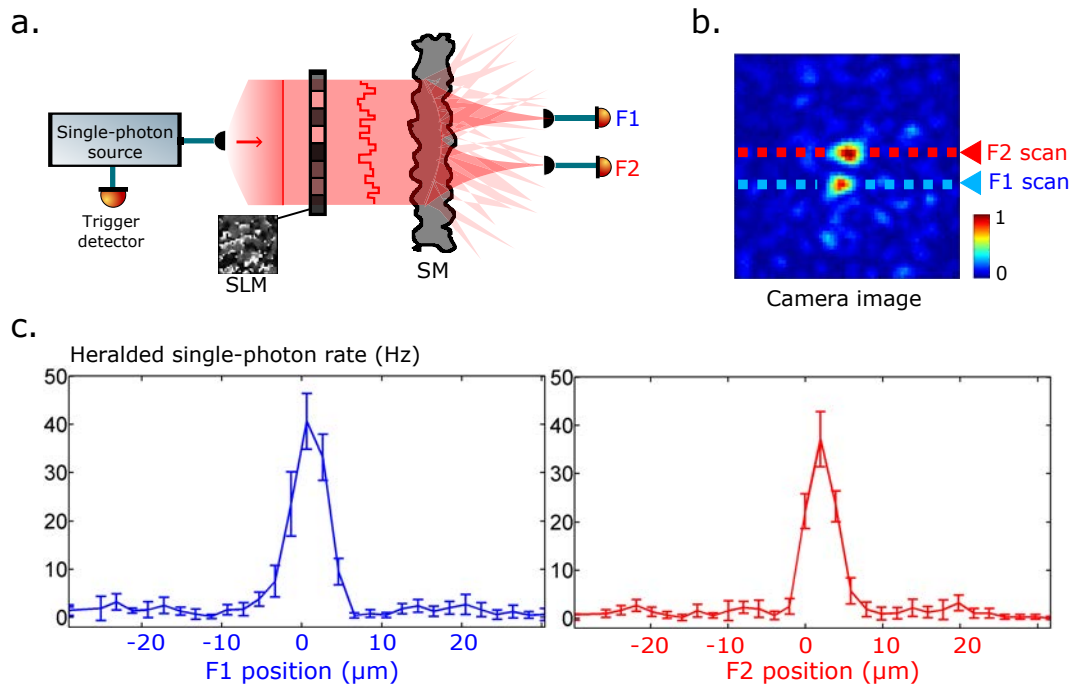 a.
Single-photon
source
Trigger
detector
SLM
SM
F1
F2
b.
F2 scan
F1 scan
1
0
Camera image
c.
Heralded single-photon rate (Hz)
50
40
30
20
10
0
-20
-10
0
10
20
F1 position (μm)
50
40
30
20
10
0
-20
-10
0
10
20
F2 position (μm)